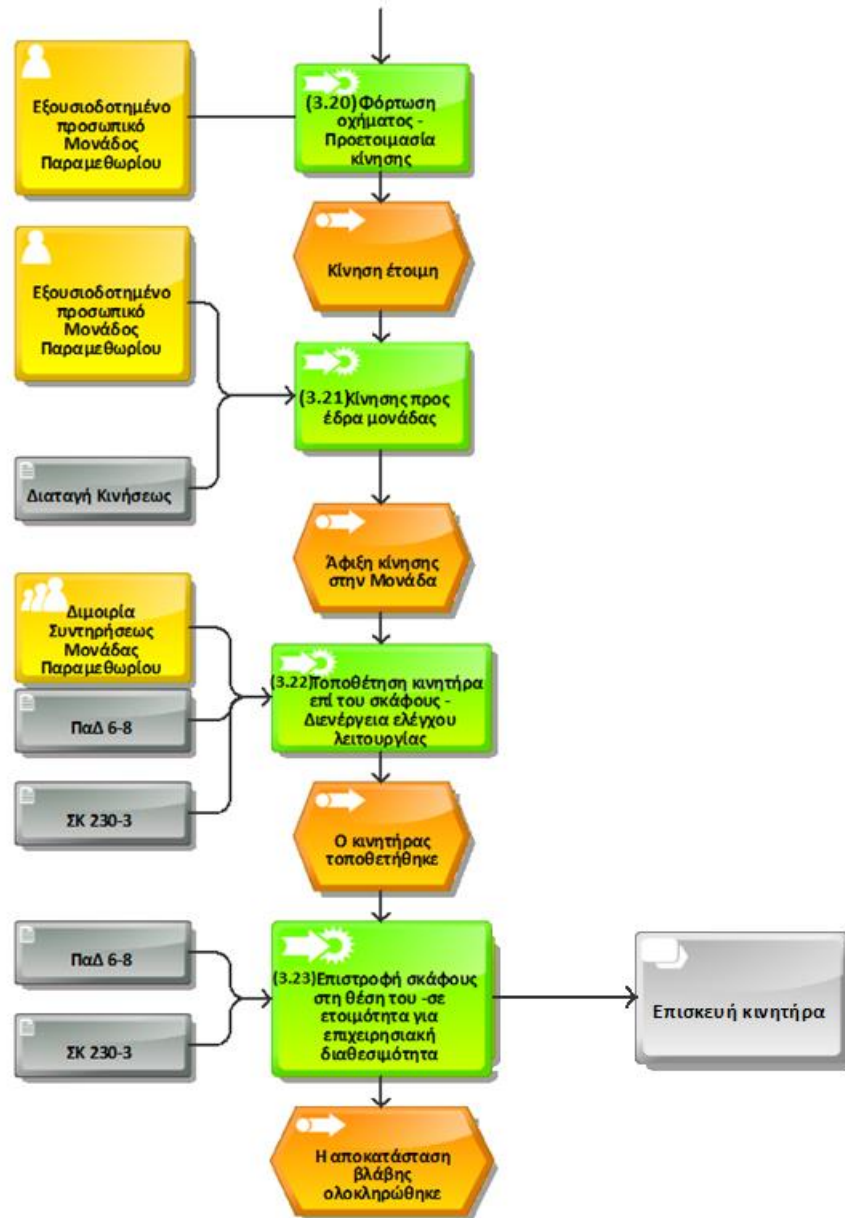 Εξουσιοδοτημένο
προσωπικό
Μονάδος
Παραμεθωρίου
(3.20) Φόρτωση
οχήματος -
Προετοιμασία
κίνησης
Κίνηση έτοιμη
Εξουσιοδοτημένο
προσωπικό
Μονάδος
Παραμεθωρίου
(3.21)Κίνησης προς
έδρα μονάδας
Διαταγή Κινήσεως
Άφιξη κίνησης
στην Μονάδα
Διμοιρία
Συντηρήσεως
Μονάδας
Παραμεθωρίου
(3.22)Τοποθέτηση κινητήρα
επί του σκάφους -
Διενέργεια ελέγχου
λειτουργίας
ΠαΔ 6-8
ΣΚ 230-3
Ο κινητήρας
τοποθετήθηκε
ΠαΔ 6-8
ΣΚ 230-3
(3.23)Επιστροφή σκάφους
στη θέση του -σε
ετοιμότητα για
επιχειρησιακή
διαθεσιμότητα
Επισκευή κινητήρα
Η αποκατάσταση
βλάβης
ολοκληρώθηκε